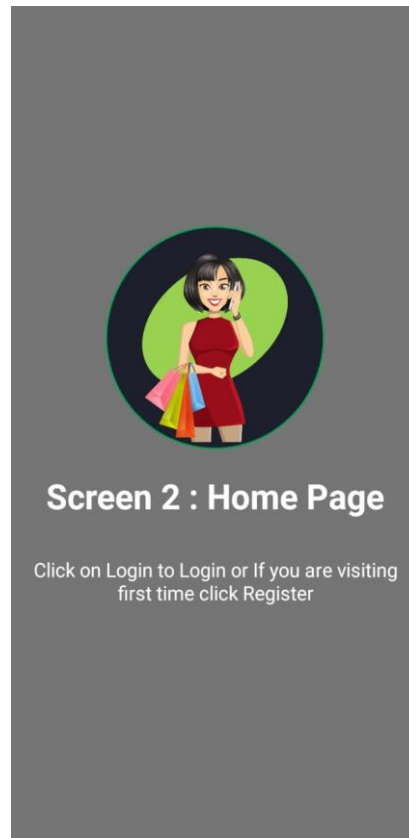 Screen 2 : Home Page
Click on Login to Login or If you are visiting
first time click Register